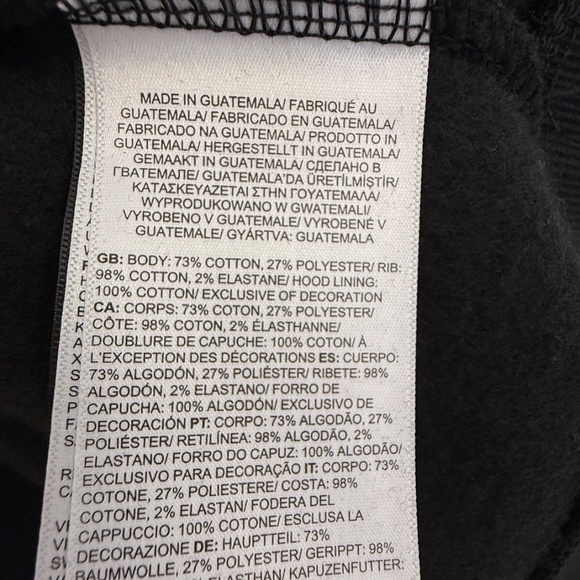 MADE IN GUATEMALA/ FABRIQUÉ AU
GUATEMALA/ FABRICADO EN GUATEMALA/
FABRICADO NA GUATEMALA/ PRODOTTO IN
GUATEMALA/ HERGESTELLT IN GUATEMALA/
GEMAAKT IN GUATEMALA/ СДЕЛАНО В
ГВАТЕМАЛЕ/ GUATEMALA'DA ÜRETİLMİŞTİR/
ΚΑΤΑΣΚΕΥΑΖΕΤΑΙ ΣΤΗΝ ΓΟΥΑΤΕΜΑΛΑ/
WYPRODUKOWANO W GWATEMALI/
VYROBENO V GUATEMALE/ VYROBENÉ V
GUATEMALE/ GYÁRTVA: GUATEMALA
GB: BODY: 73% COTTON, 27% POLYESTER/ RIB:
98% COTTON, 2% ELASTANE/ HOOD LINING:
100% COTTON/ EXCLUSIVE OF DECORATION
CA: CORPS: 73% COTON, 27% POLYESTER/
CÔTE: 98% COTON, 2% ÉLASTHANNE/
DOUBLURE DE CAPUCHE: 100% COTON/ À
L'EXCEPTION DES DÉCORATIONS ES: CUERPO:
73% ALGODÓN, 27% POLIÉSTER/ RIBETE: 98%
ALGODÓN, 2% ELASTANO/ FORRO DE
CAPUCHA: 100% ALGODÓN/ EXCLUSIVO DE
DECORACIÓN PT: CORPO: 73% ALGODÃO, 27%
POLIÉSTER/ RETILÍNEA: 98% ALGODÃO, 2%
ELASTANO/ FORRO DO CAPUZ: 100% ALGODÃO/
EXCLUSIVO PARA DECORAÇÃO IT: CORPO: 73%
COTONE, 27% POLIESTERE/ COSTA: 98%
COTONE, 2% ELASTAN/ FODERA DEL
CAPPUCCIO: 100% COTONE/ ESCLUSA LA
DECORAZIONE DE: HAUPTTEIL: 73%
BAUMWOLLE, 27% POLYESTER/ GERIPPT: 98%
ELASTAN/ KAPUZENFUTTER: